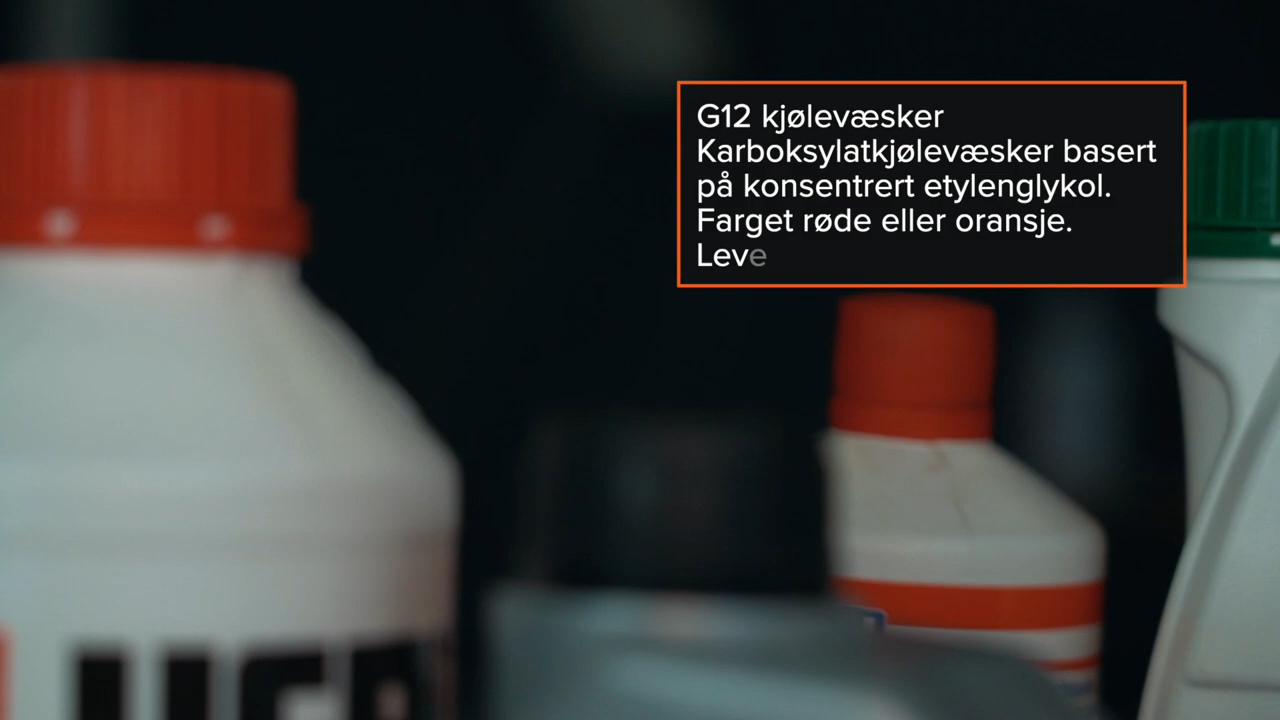 G12 kjølevæsker
Karboksylatkjølevæsker basert
på konsentrert etylenglykol.
Farget røde eller oransje.
Leve